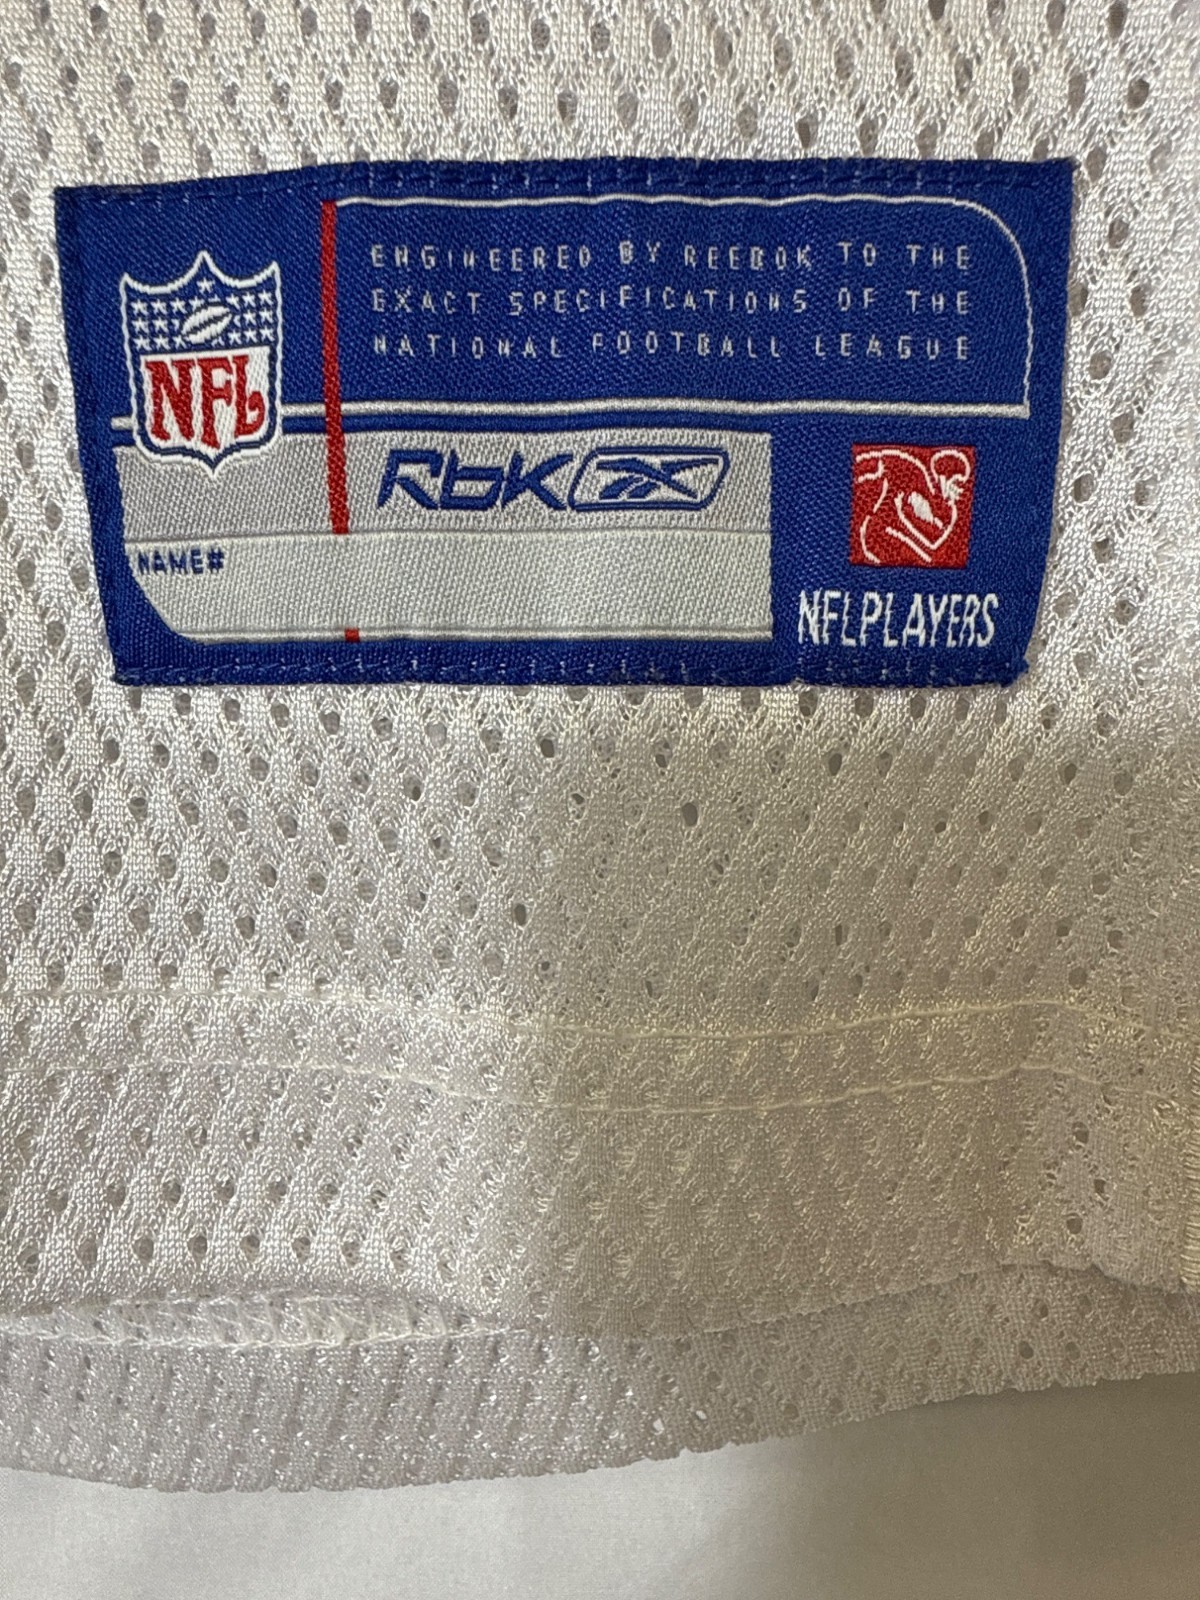 ENGINEERED BY REEBOK TO THE
EXACT SPECIFICATIONS OF THE
NATIONAL FOOTBALL LEAGUE
NFL
RbK
NAME#
NFLPLAYERS